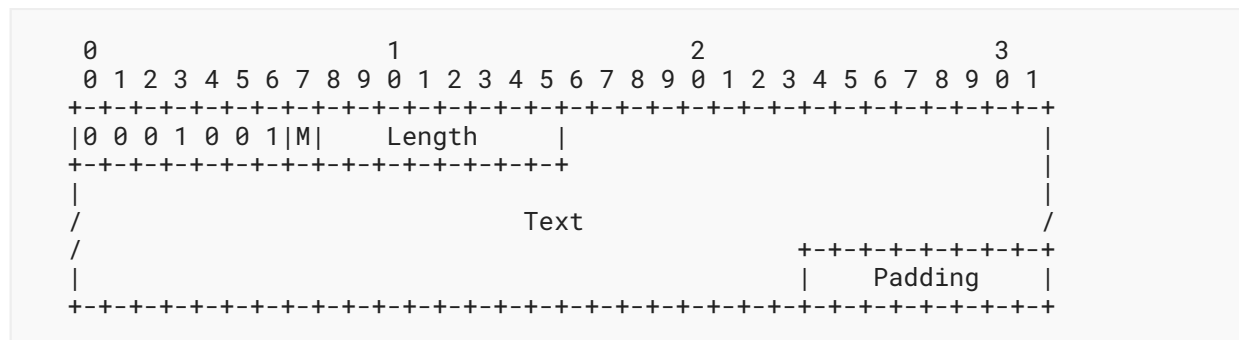 0                   1                   2                   3
0 1 2 3 4 5 6 7 8 9 0 1 2 3 4 5 6 7 8 9 0 1 2 3 4 5 6 7 8 9 0 1
+-+-+-+-+-+-+-+-+-+-+-+-+-+-+-+-+-+-+-+-+-+-+-+-+-+-+-+-+-+-+-+-+
|0 0 0 1 0 0 1|M|    Length     |                               |
+-+-+-+-+-+-+-+-+-+-+-+-+-+-+-+-+                               |
|                                                               |
/                             Text                              /
/                                               +-+-+-+-+-+-+-+-+
|                                               |    Padding    |
+-+-+-+-+-+-+-+-+-+-+-+-+-+-+-+-+-+-+-+-+-+-+-+-+-+-+-+-+-+-+-+-+